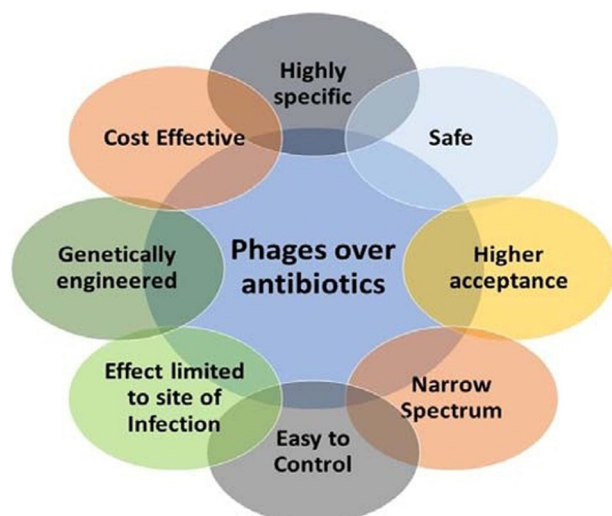 Highly
specific
Safe
Higher
acceptance
Narrow
Spectrum
Easy to
Control
Effect limited
to site of
Infection
Genetically
engineered
Cost Effective
Phages over
antibiotics